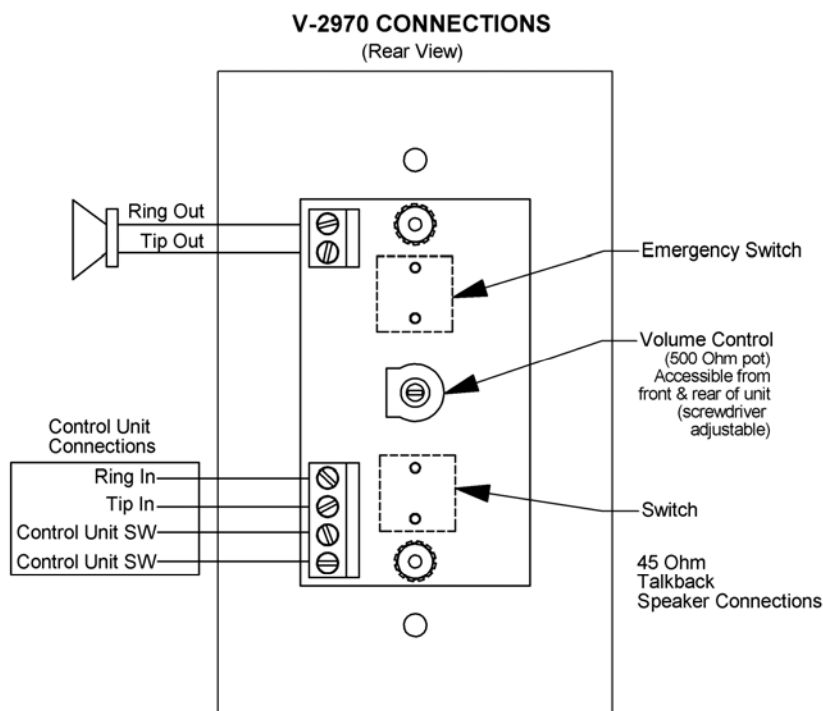 V-2970 CONNECTIONS
(Rear View)
Ring Out
Tip Out
Emergency Switch
Volume Control
(500 Ohm pot)
Accessible from
front & rear of unit
(screwdriver
adjustable)
Control Unit
Connections
Ring In
Tip In
Control Unit SW
Control Unit SW
Switch
45 Ohm
Talkback
Speaker Connections